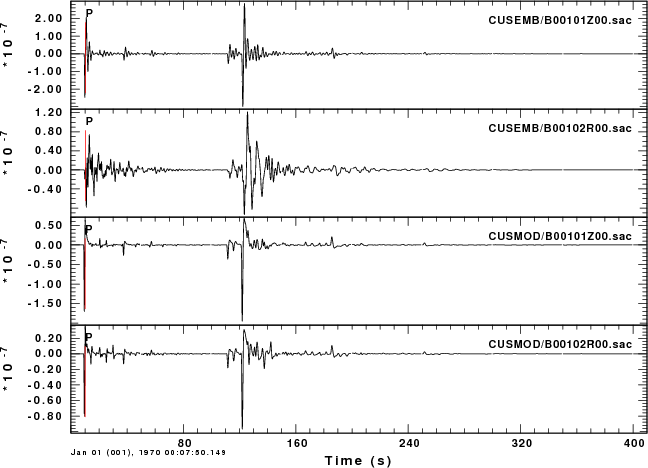 CUSEMB/B00101Z00.sac
P
2.00
1.00
0.00
-1.00
-2.00
*10 -7
CUSEMB/B00102R00.sac
P
1.20
0.80
0.40
0.00
-0.40
*10 -7
CUSMOD/B00101Z00.sac
P
0.50
0.00
-0.50
-1.00
-1.50
*10 -7
CUSMOD/B00102R00.sac
P
0.20
0.00
-0.20
-0.40
-0.60
-0.80
*10 -7
80 160 240 320 400
Jan 01 (001), 1970 00:07:50.149
Time (s)